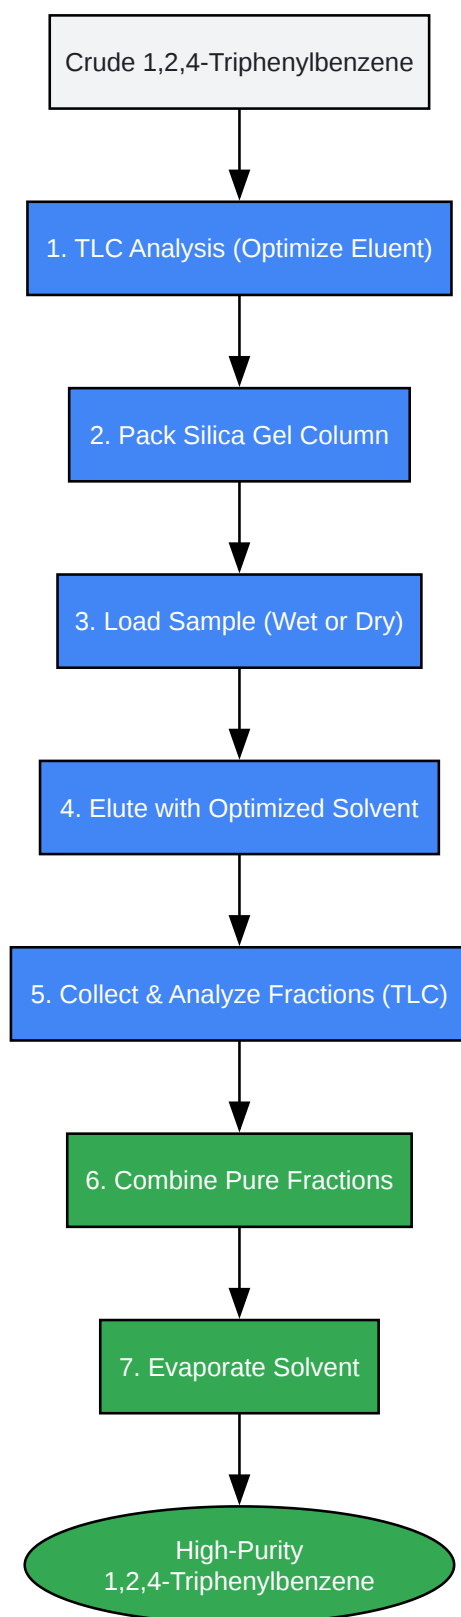 Crude 1,2,4-Triphenylbenzene
1. TLC Analysis (Optimize Eluent)
2. Pack Silica Gel Column
3. Load Sample (Wet or Dry)
4. Elute with Optimized Solvent
5. Collect & Analyze Fractions (TLC)
6. Combine Pure Fractions
7. Evaporate Solvent
High-Purity
1,2,4-Triphenylbenzene